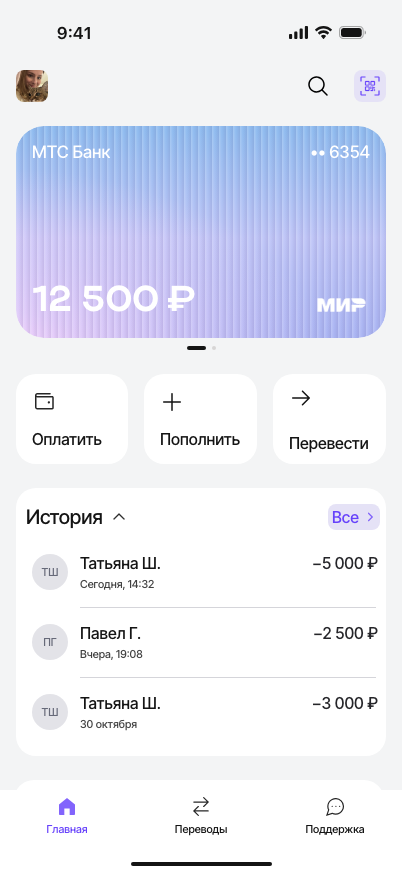 9:41
МТС Банк
•• 6354
12 500 ₽
МИР
Оплатить
Пополнить
Перевести
История
Все
ТШ
Татьяна Ш.
−5 000 ₽
Сегодня, 14:32
ПГ
Павел Г.
−2 500 ₽
Вчера, 19:08
ТШ
Татьяна Ш.
−3 000 ₽
30 октября
Главная
Переводы
Поддержка